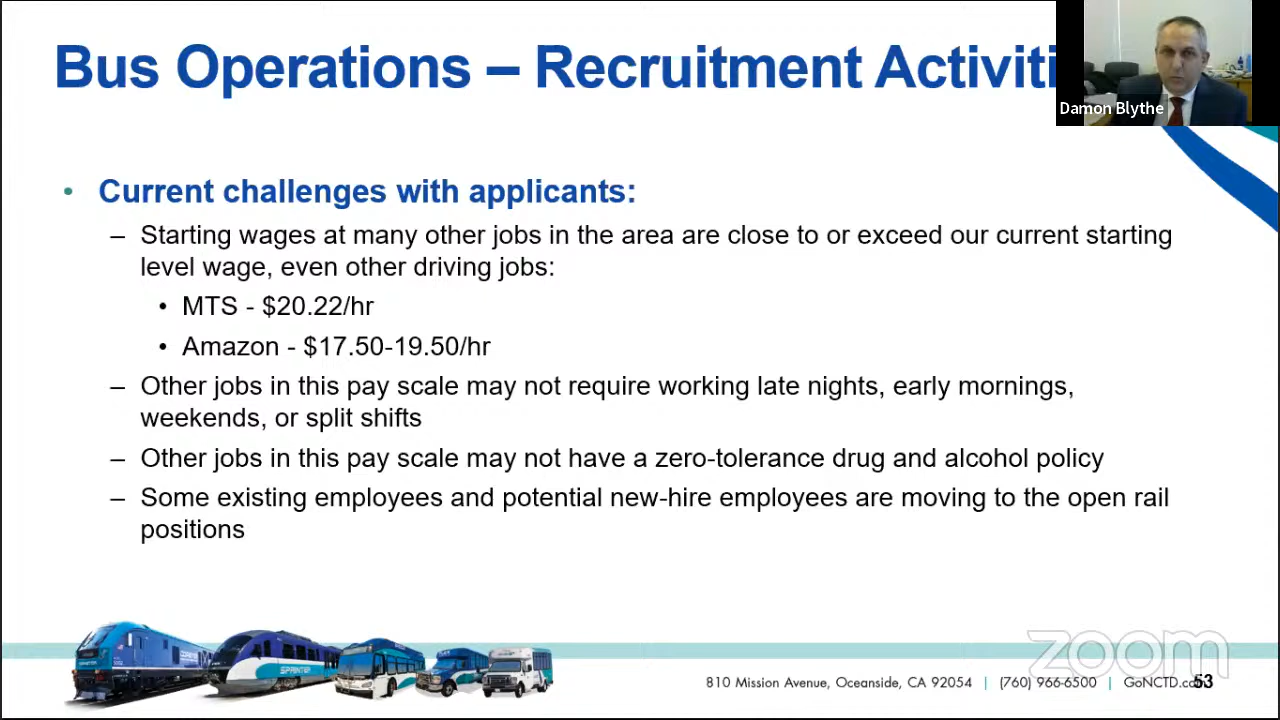 Bus Operations – Recruitment Activiti
Damon Blythe
• Current challenges with applicants:
– Starting wages at many other jobs in the area are close to or exceed our current starting
level wage, even other driving jobs:
• MTS - $20.22/hr
• Amazon - $17.50-19.50/hr
– Other jobs in this pay scale may not require working late nights, early mornings,
weekends, or split shifts
– Other jobs in this pay scale may not have a zero-tolerance drug and alcohol policy
– Some existing employees and potential new-hire employees are moving to the open rail
positions
SPRINTER
zoom
810 Mission Avenue, Oceanside, CA 92054 | (760) 966-6500 | GoNCTD.co 53